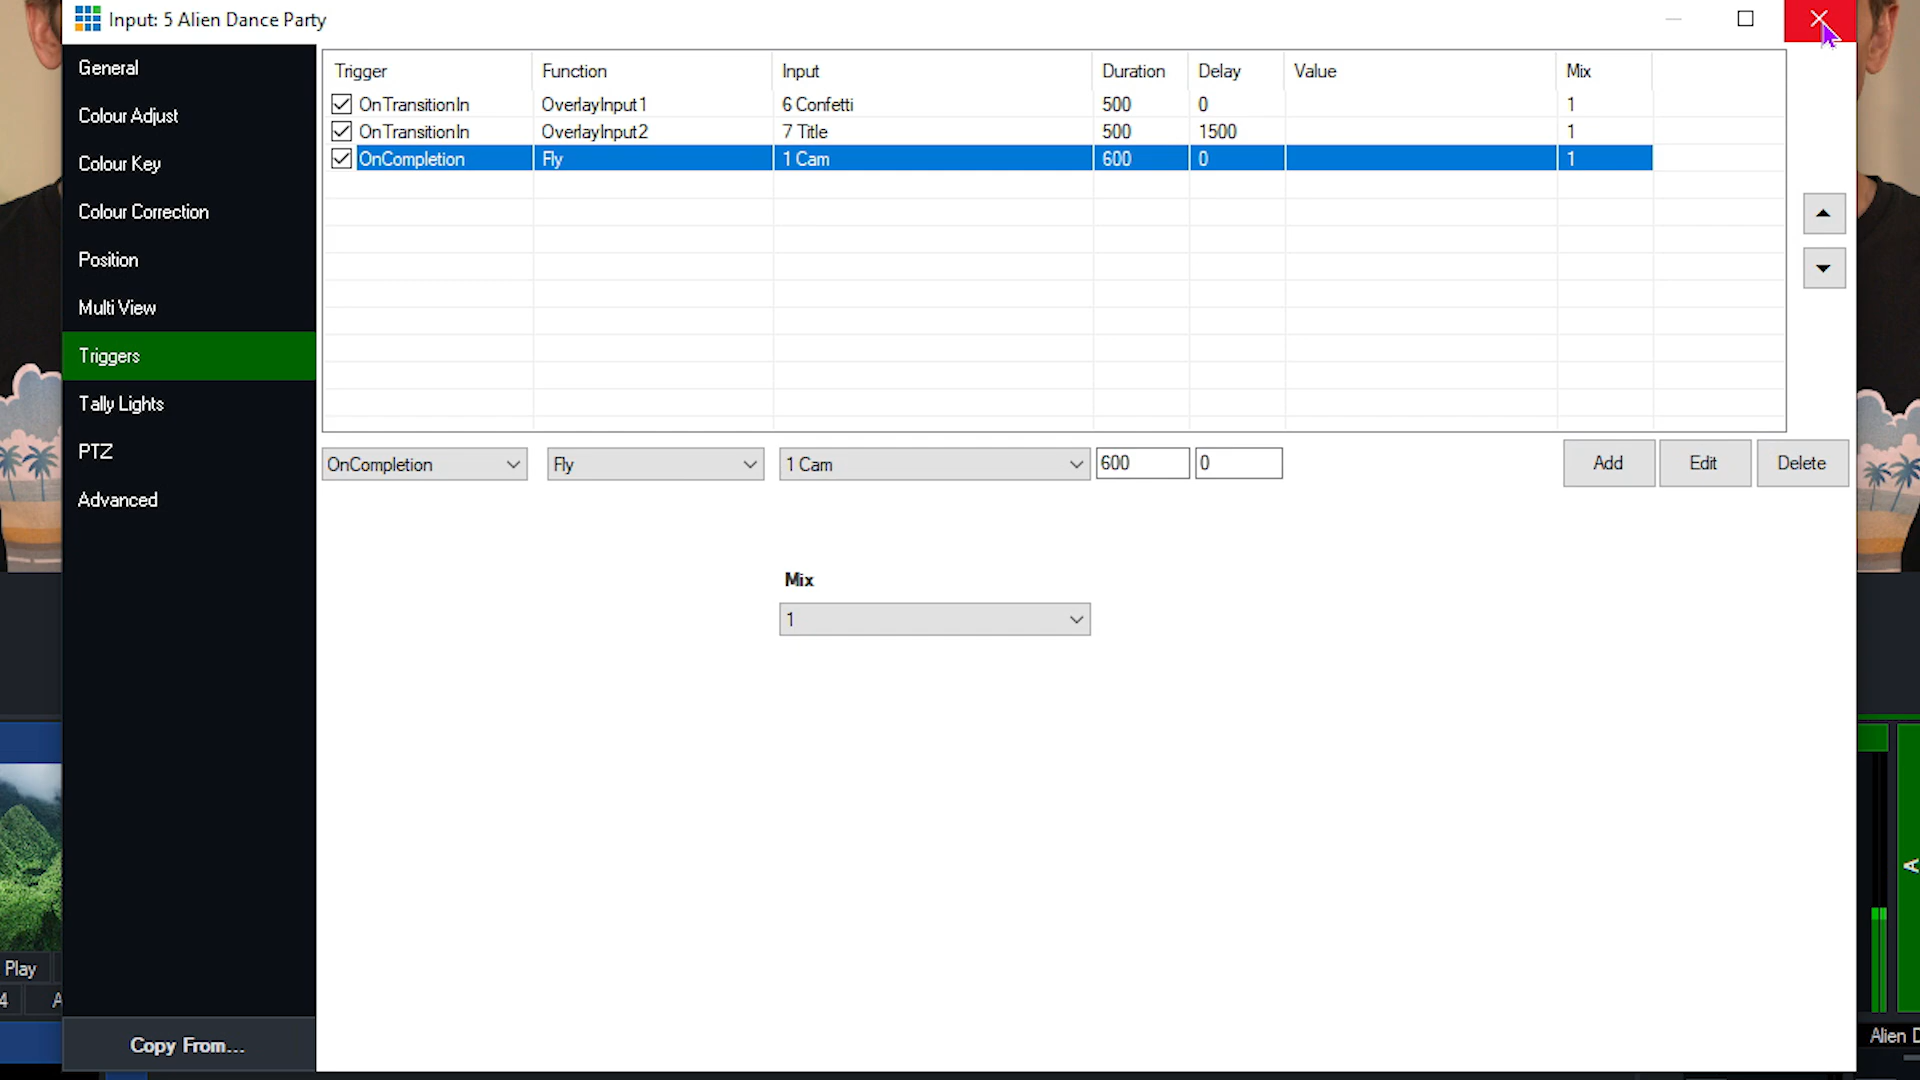 Input: 5 Alien Dance Party
General
Colour Adjust
Colour Key
Colour Correction
Position
Multi View
Triggers
Tally Lights
PTZ
Advanced
Copy From...
Trigger Function Input Duration Delay Value Mix
OnTransitionIn OverlayInput1 6 Confetti 500 0 1
OnTransitionIn OverlayInput2 7 Title 500 1500 1
OnCompletion Fly 1 Cam 600 0 1
OnCompletion Fly 1 Cam 600 0 Add Edit Delete
Mix
1
Play
4 A
A
Alien D